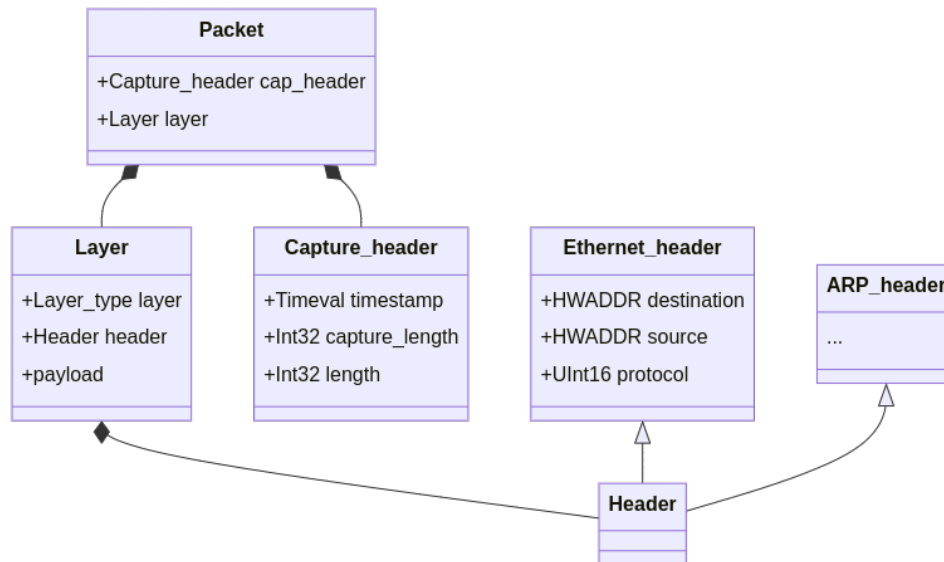 Packet
+Capture_header cap_header
+Layer layer
Layer
+Layer_type layer
+Header header
+payload
Capture_header
+Timeval timestamp
+Int32 capture_length
+Int32 length
Ethernet_header
+HWADDR destination
+HWADDR source
+UInt16 protocol
ARP_header
...
Header